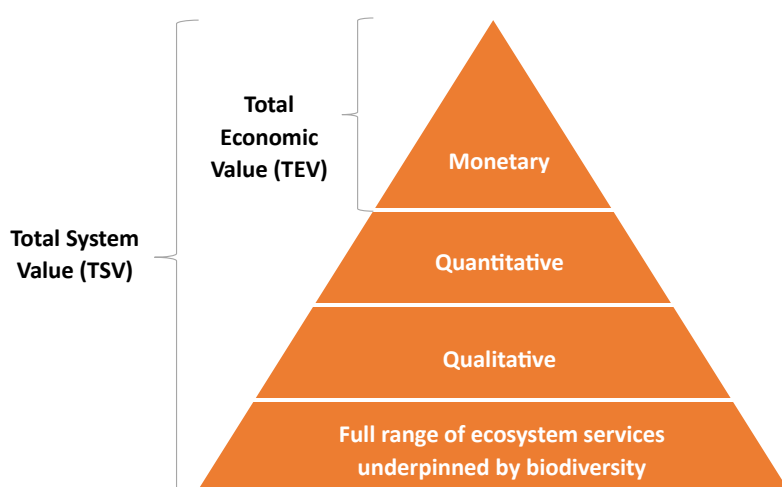 Total
Economic
Value (TEV)
Monetary
Total System
Value (TSV)
Quantitative
Qualitative
Full range of ecosystem services
underpinned by biodiversity